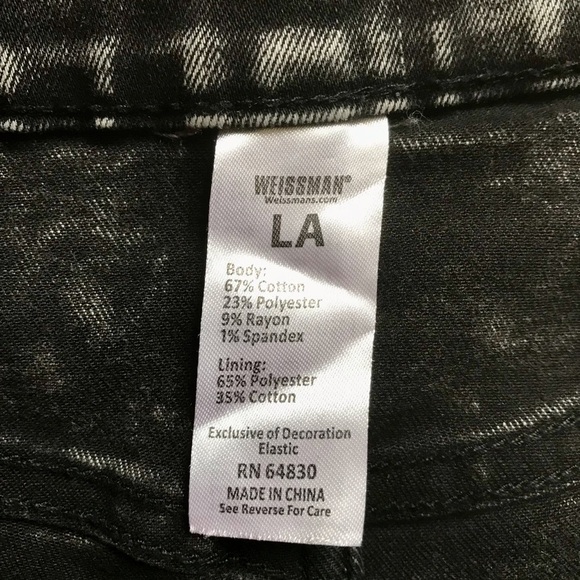 WEISSMAN®
Weissmans.com
LA
Body:
67% Cotton
23% Polyester
9% Rayon
1% Spandex
Lining:
65% Polyester
35% Cotton
Exclusive of Decoration
Elastic
RN 64830
MADE IN CHINA
See Reverse For Care